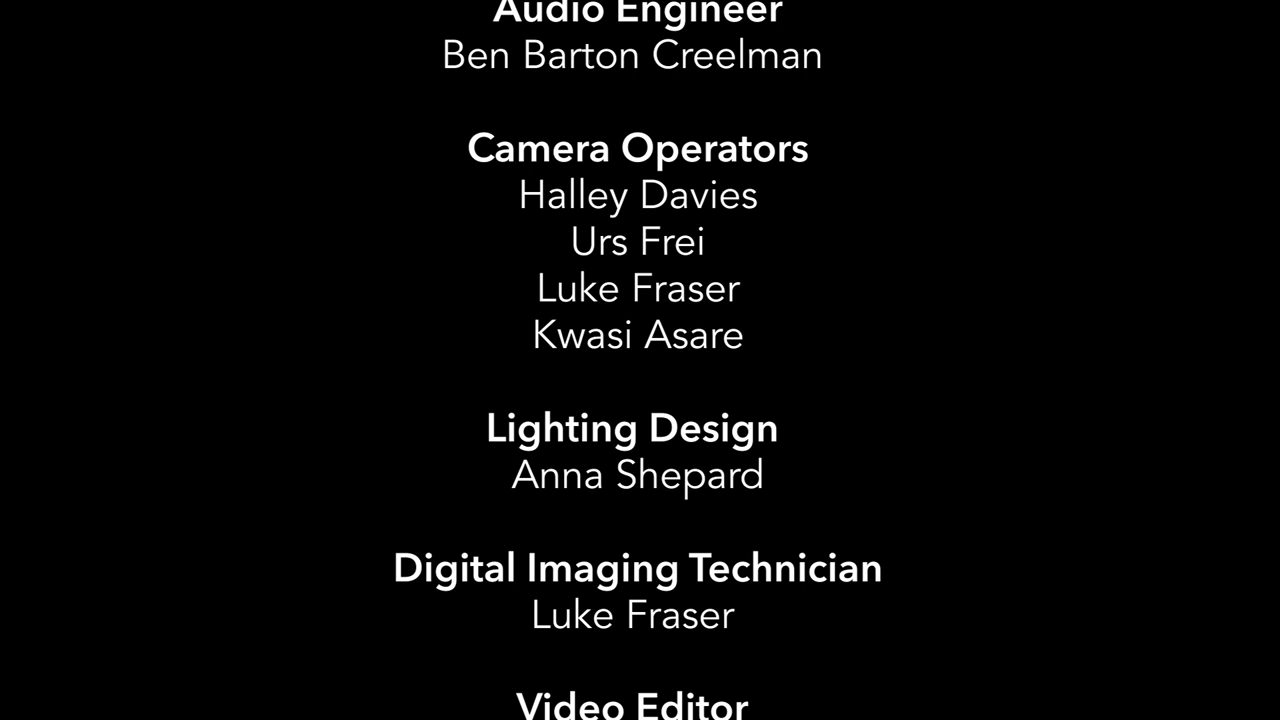 Audio Engineer
Ben Barton Creelman
Camera Operators
Halley Davies
Urs Frei
Luke Fraser
Kwasi Asare
Lighting Design
Anna Shepard
Digital Imaging Technician
Luke Fraser
Video Editor